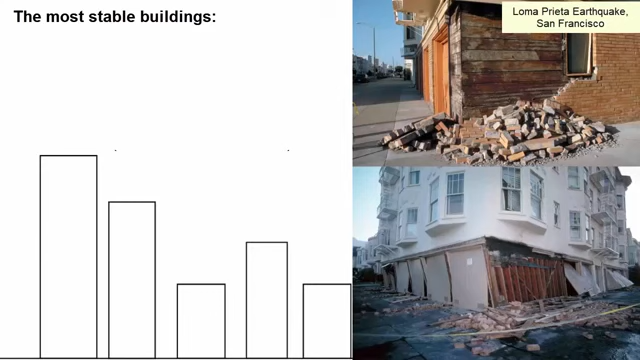 The most stable buildings:
Loma Prieta Earthquake,
San Francisco